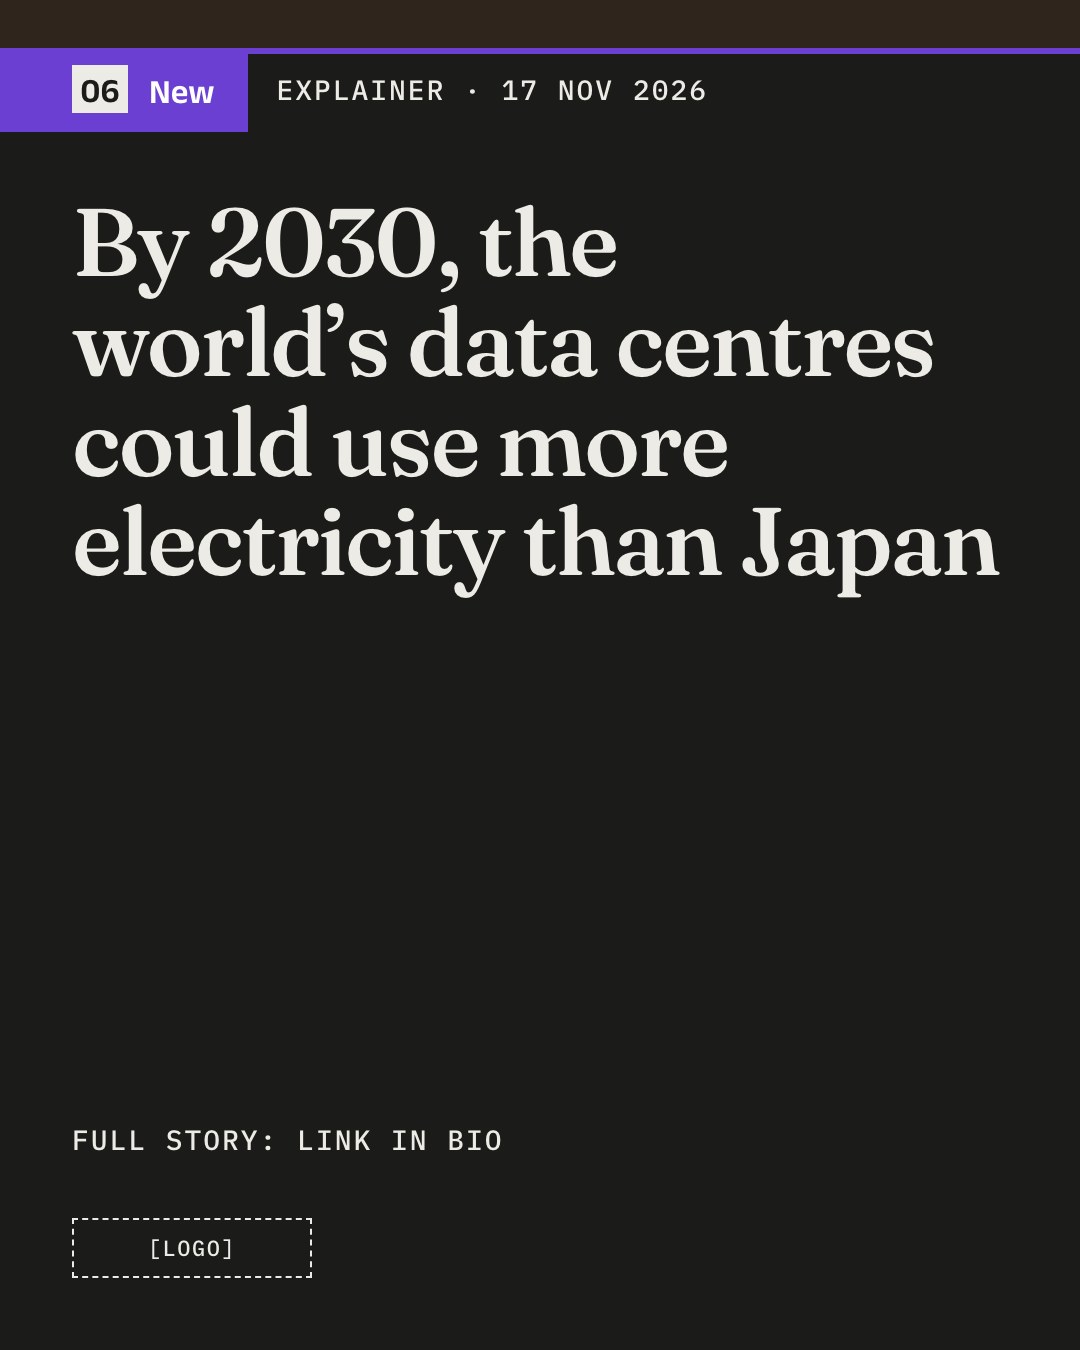 06 New EXPLAINER · 17 NOV 2026
By 2030, the
world’s data centres
could use more
electricity than Japan
FULL STORY: LINK IN BIO
[LOGO]